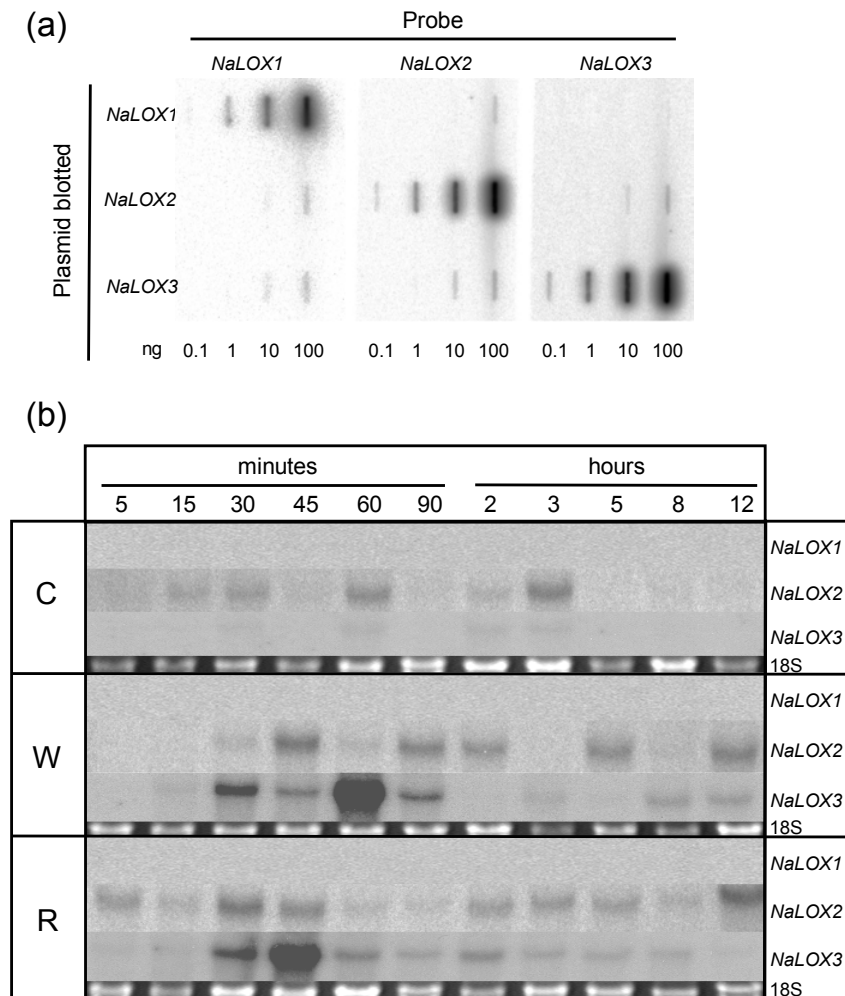 (a)
Probe
NaLOX1 NaLOX2 NaLOX3
Plasmid blotted
NaLOX1
NaLOX2
NaLOX3
ng 0.1 1 10 100 0.1 1 10 100 0.1 1 10 100
(b)
minutes hours
5 15 30 45 60 90 2 3 5 8 12
C
NaLOX1
NaLOX2
NaLOX3
18S
W
NaLOX1
NaLOX2
NaLOX3
18S
R
NaLOX1
NaLOX2
NaLOX3
18S